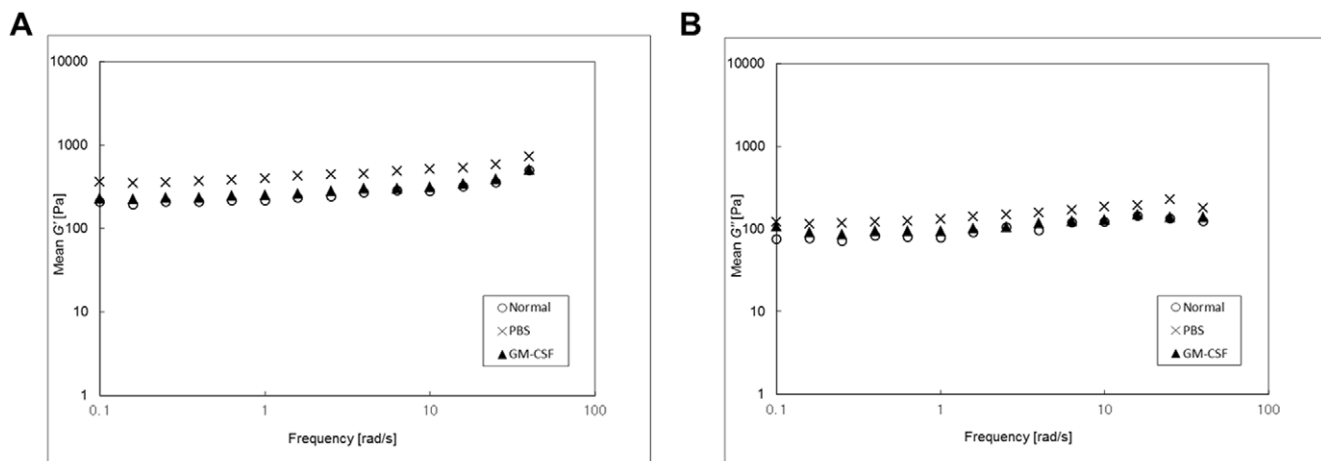 A
10000
1000
100
10
1
Mean G' [Pa]
0.1
1
10
100
Frequency [rad/s]
Normal
PBS
GM-CSF
B
10000
1000
100
10
1
Mean G'' [Pa]
0.1
1
10
100
Frequency [rad/s]
Normal
PBS
GM-CSF